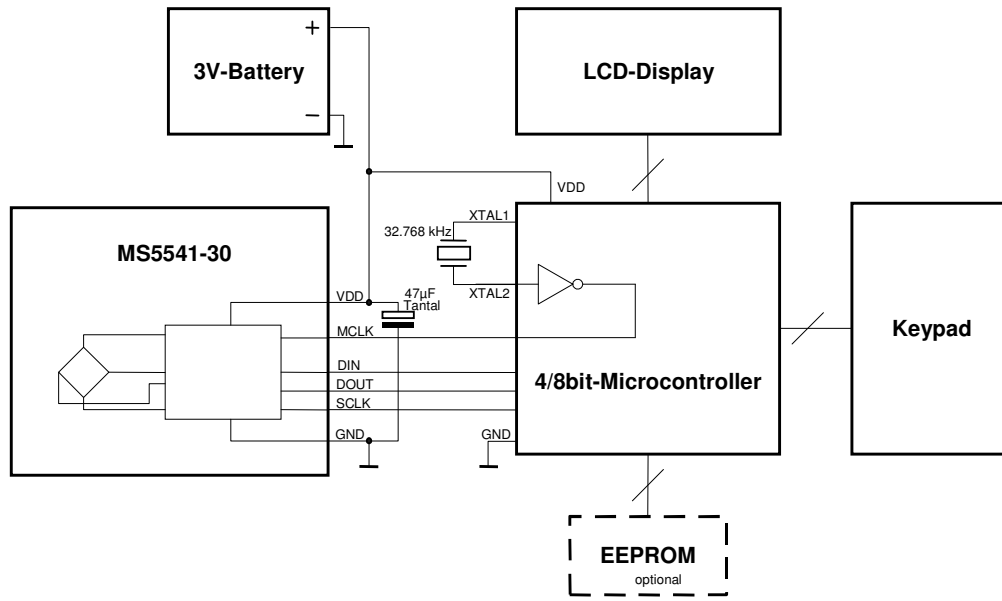 +
3V-Battery
−
LCD-Display
VDD
MS5541-30
XTAL1
32.768 kHz
XTAL2
VDD
47µF
Tantal
MCLK
DIN
DOUT
SCLK
GND
GND
4/8bit-Microcontroller
Keypad
EEPROM
optional